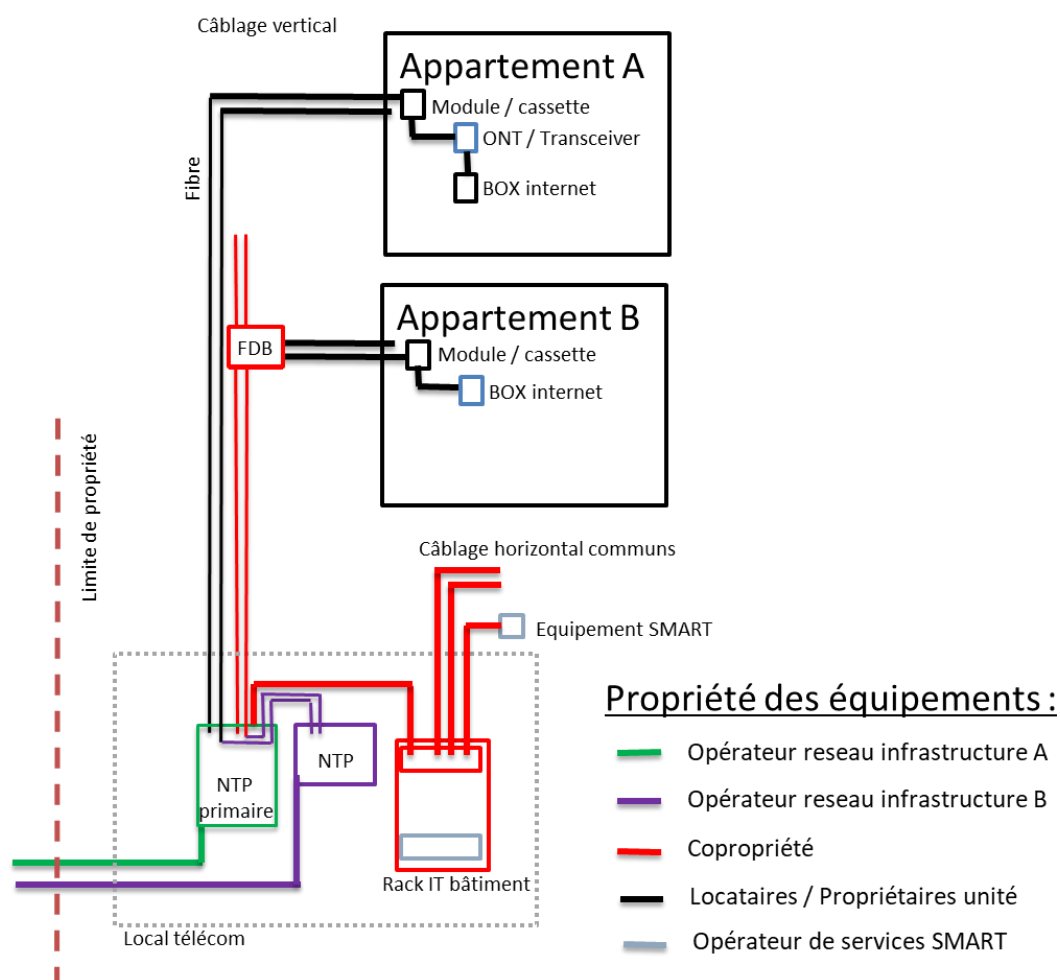 Câblage vertical
Appartement A
Module / cassette
ONT / Transceiver
BOX internet
Fibre
Appartement B
FDB
Module / cassette
BOX internet
Limite de propriété
Câblage horizontal communs
Equipement SMART
NTP
primaire
NTP
Rack IT bâtiment
Local télécom
Propriété des équipements :
Opérateur reseau infrastructure A
Opérateur reseau infrastructure B
Copropriété
Locataires / Propriétaires unité
Opérateur de services SMART